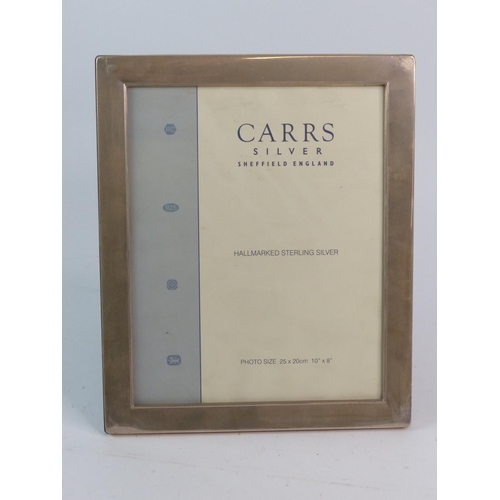 CARRS
SILVER
SHEFFIELD ENGLAND
HALLMARKED STERLING SILVER
PHOTO SIZE 25 x 20cm 10" x 8"